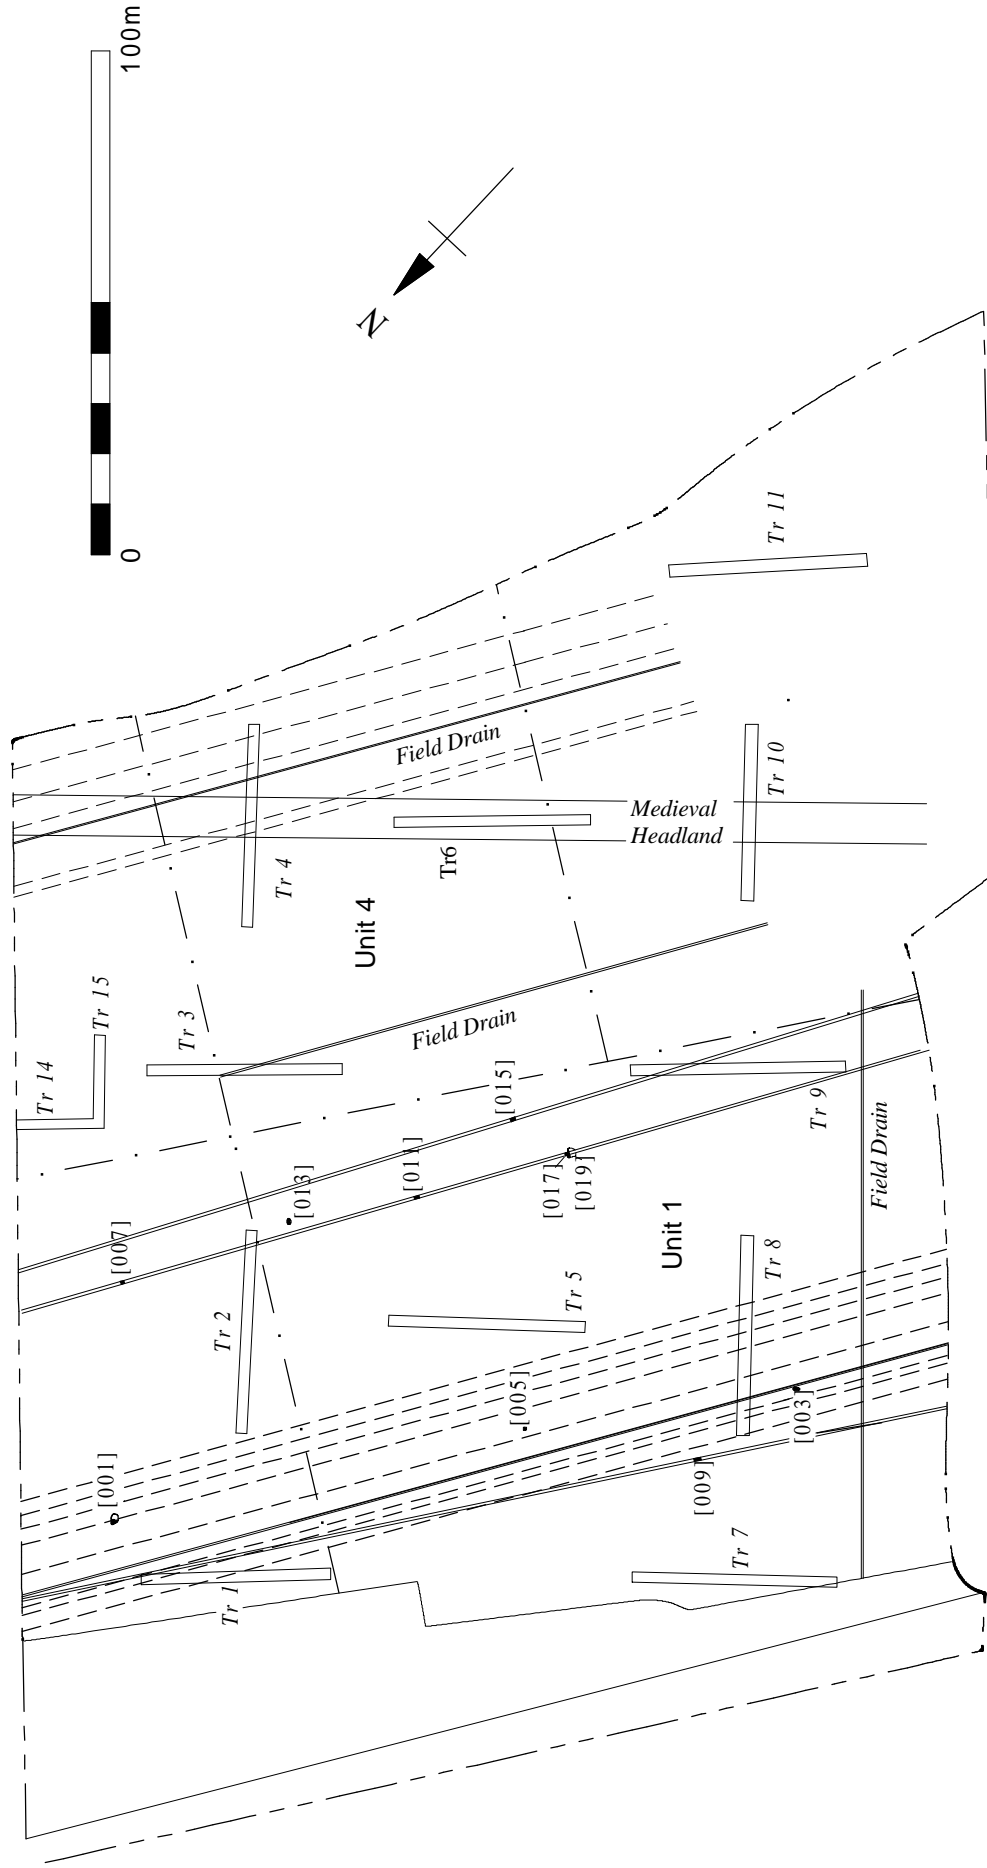 100m
0
N
Tr 11
Field Drain
Tr 10
Medieval
Headland
Tr 4
Tr6
Unit 4
Tr 15
Tr 3
Tr 14
Field Drain
[015]
Tr 9
Field Drain
[011]
[013]
[017]
[019]
[007]
Unit 1
Tr 8
Tr 5
Tr 2
[005]
[003]
[001]
[009]
Tr 7
Tr 1